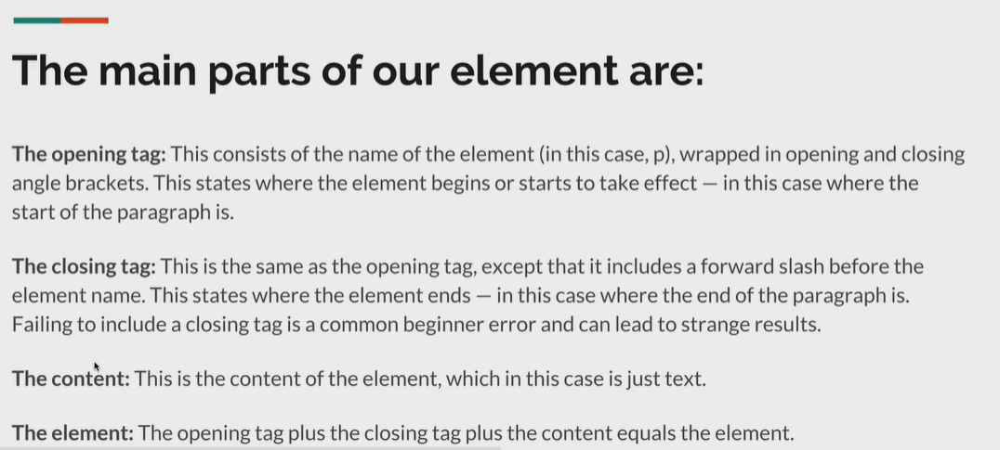 The main parts of our element are:
The opening tag: This consists of the name of the element (in this case, p), wrapped in opening and closing
angle brackets. This states where the element begins or starts to take effect — in this case where the
start of the paragraph is.
The closing tag: This is the same as the opening tag, except that it includes a forward slash before the
element name. This states where the element ends — in this case where the end of the paragraph is.
Failing to include a closing tag is a common beginner error and can lead to strange results.
The content: This is the content of the element, which in this case is just text.
The element: The opening tag plus the closing tag plus the content equals the element.